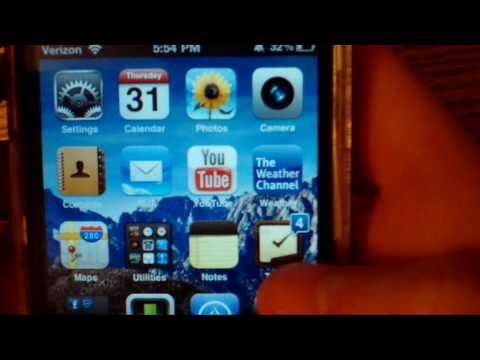 Verizon 5:54 PM 32%
Thursday
31
Settings Calendar Photos Camera
You
Tube
The
Weather
Channel
YouTube Weather
280
4
Maps Utilities Notes